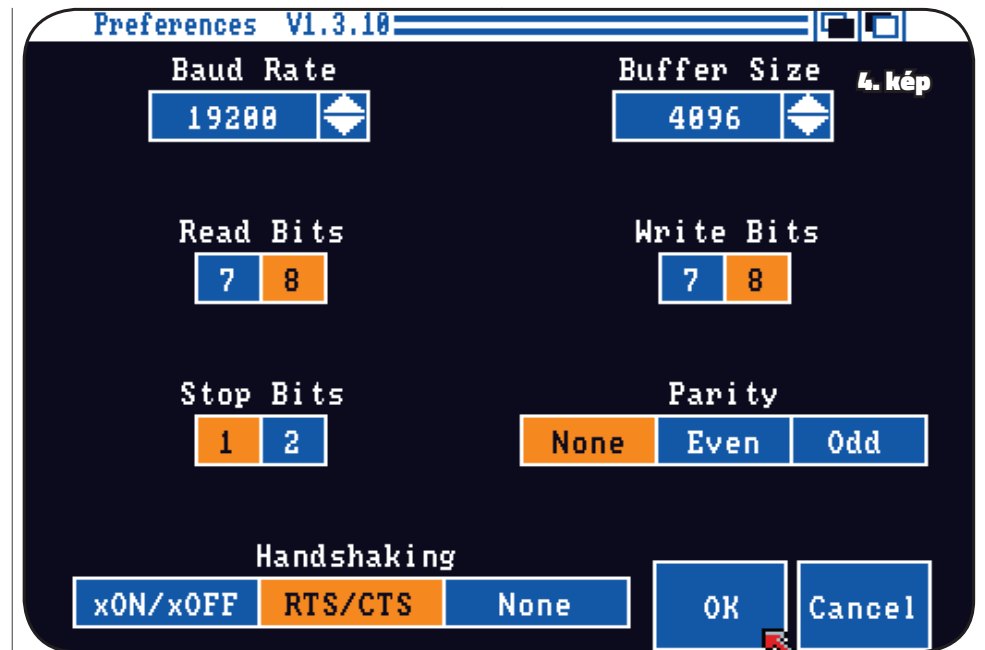 Preferences V1.3.10
Baud Rate
19200
Buffer Size
4096
4. kép
Read Bits
7 8
Write Bits
7 8
Stop Bits
1 2
Parity
None Even Odd
Handshaking
xON/xOFF RTS/CTS None
OK
Cancel